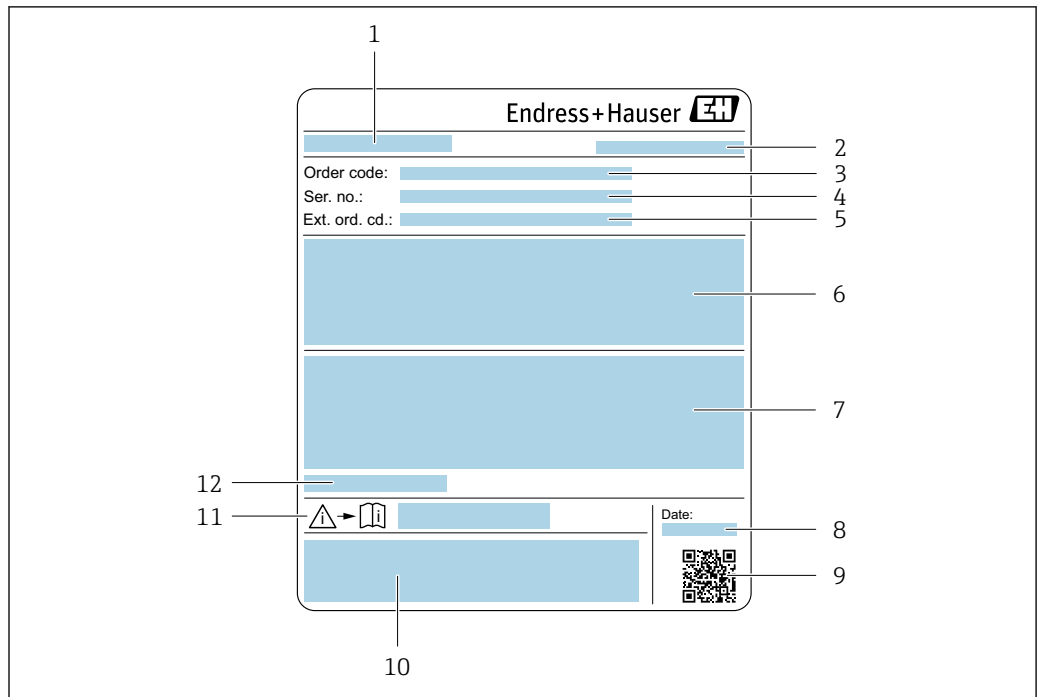 1
Endress+Hauser EH
2
Order code: 3
Ser. no.: 4
Ext. ord. cd.: 5
6
7
12
11 i i Date: 8
9
10